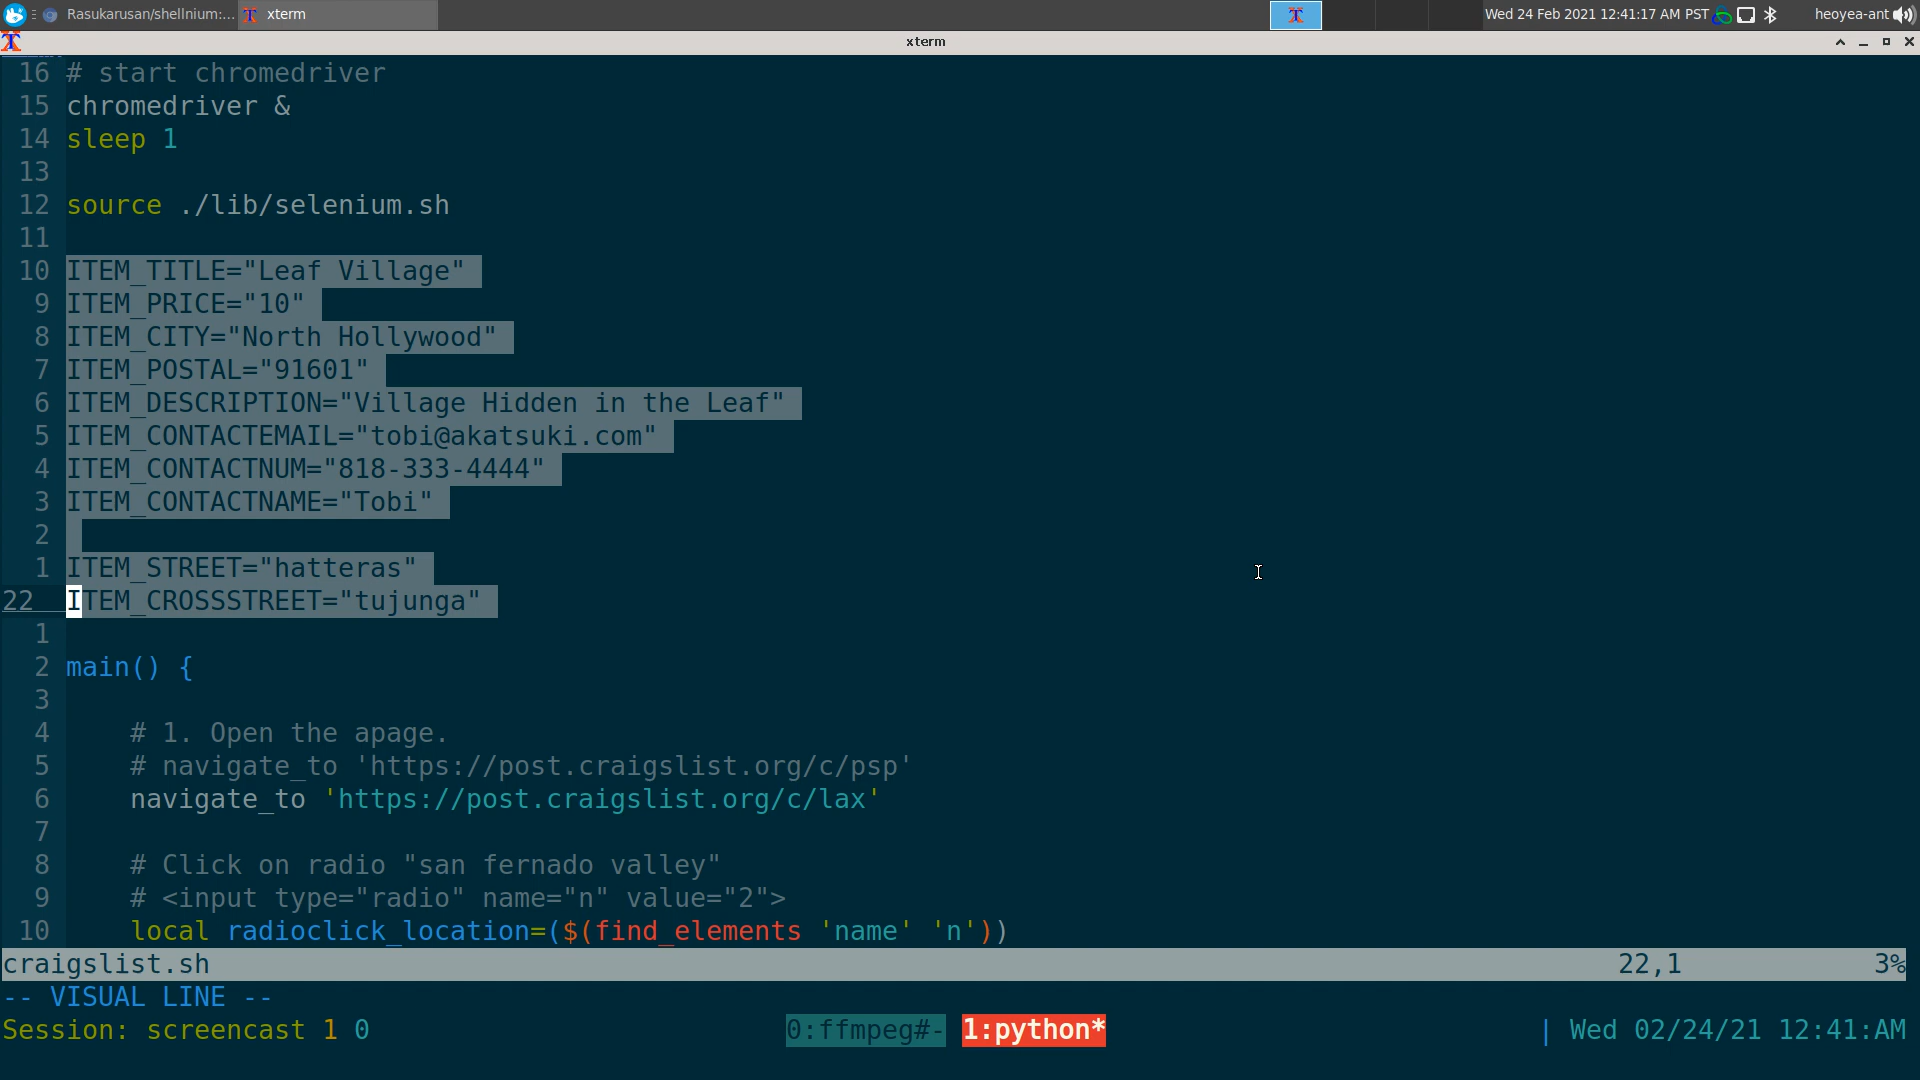 Rasukarusan/shellnium:...
xterm
Wed 24 Feb 2021 12:41:17 AM PST
heoyea-ant
xterm
16 # start chromedriver
15 chromedriver &
14 sleep 1
13
12 source ./lib/selenium.sh
11
10 ITEM_TITLE="Leaf Village"
9 ITEM_PRICE="10"
8 ITEM_CITY="North Hollywood"
7 ITEM_POSTAL="91601"
6 ITEM_DESCRIPTION="Village Hidden in the Leaf"
5 ITEM_CONTACTEMAIL="tobi@akatsuki.com"
4 ITEM_CONTACTNUM="818-333-4444"
3 ITEM_CONTACTNAME="Tobi"
2
1 ITEM_STREET="hatteras"
22 ITEM_CROSSSTREET="tujunga"
1
2 main() {
3
4 # 1. Open the apage.
5 # navigate_to 'https://post.craigslist.org/c/psp'
6 navigate_to 'https://post.craigslist.org/c/lax'
7
8 # Click on radio "san fernado valley"
9 # <input type="radio" name="n" value="2">
10 local radioclick_location=($(find_elements 'name' 'n'))
craigslist.sh 22,1 3%
-- VISUAL LINE --
Session: screencast 1 0 0:ffmpeg#- 1:python* | Wed 02/24/21 12:41:AM